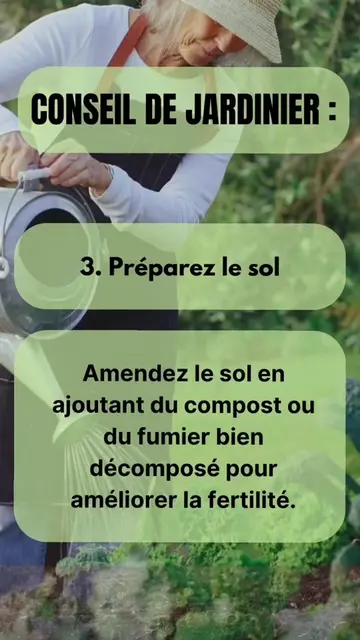 CONSEIL DE JARDINIER :
3. Préparez le sol
Amendez le sol en
ajoutant du compost ou
du fumier bien
décomposé pour
améliorer la fertilité.